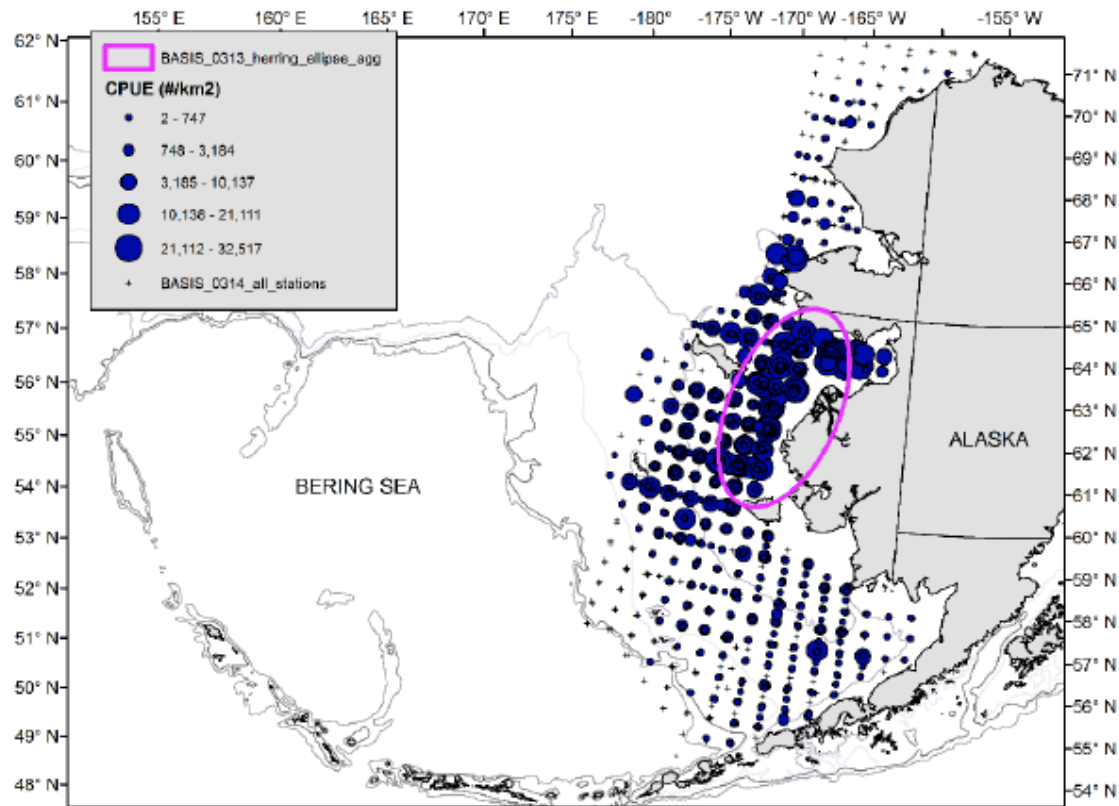 155° E 160° E 165° E 170° E 175° E -180° -175° W -170° W -165° W -155° W
62° N
61° N
60° N
59° N
58° N
57° N
56° N
55° N
54° N
53° N
52° N
51° N
50° N
49° N
48° N
BASIS_0313_herring_ellipse_agg
CPUE (#/km2)
2 - 747
748 - 3,184
3,185 - 10,137
10,138 - 21,111
21,112 - 32,517
BASIS_0314_all_stations
BERING SEA
ALASKA
71° N
70° N
69° N
68° N
67° N
66° N
65° N
64° N
63° N
62° N
61° N
60° N
59° N
58° N
57° N
56° N
55° N
54° N